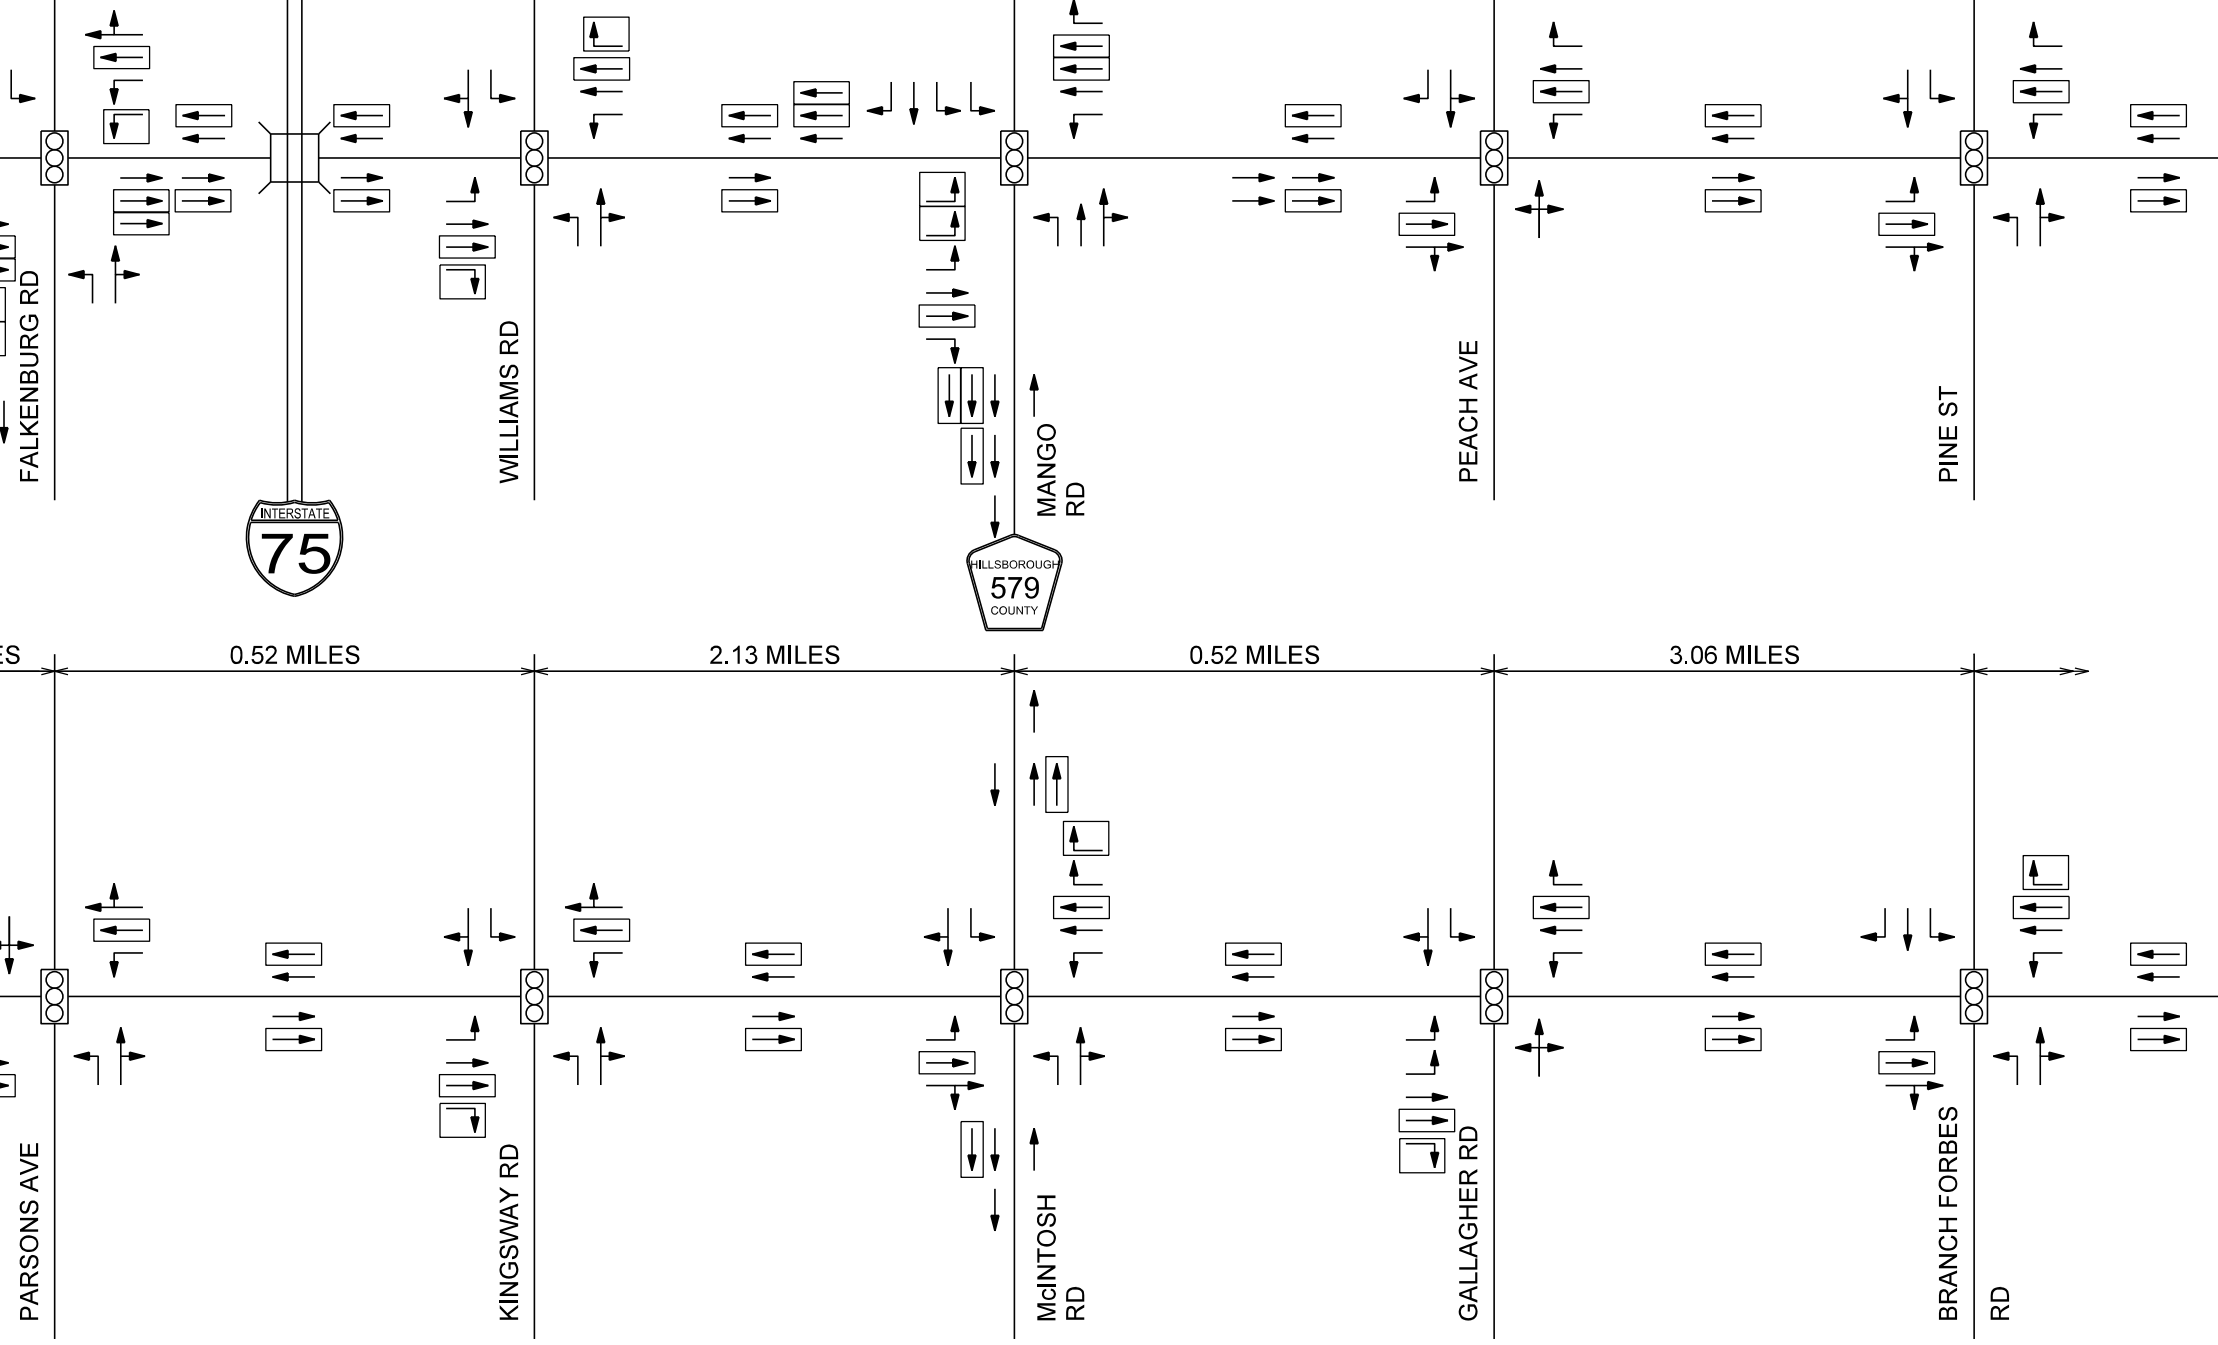 FALKENBURG RD
WILLIAMS RD
MANGO
RD
PEACH AVE
PINE ST
INTERSTATE
75
HILLSBOROUGH
579
COUNTY
0.52 MILES
2.13 MILES
0.52 MILES
3.06 MILES
PARSONS AVE
KINGSWAY RD
McINTOSH
RD
GALLAGHER RD
BRANCH FORBES
RD